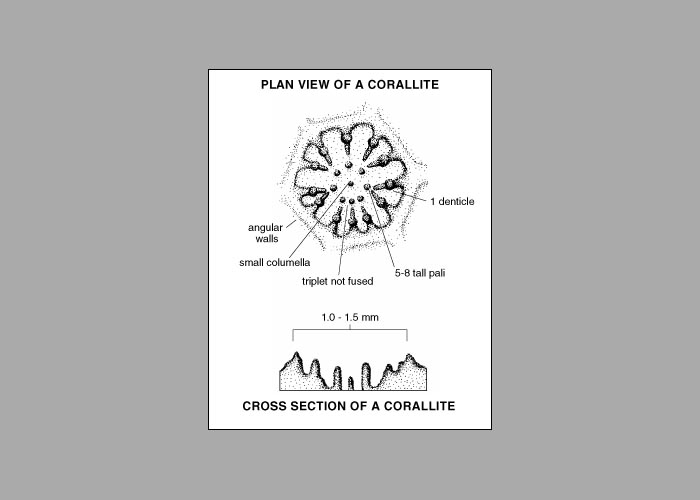 PLAN VIEW OF A CORALLITE
1 denticle
angular
walls
small columella
5-8 tall pali
triplet not fused
1.0 - 1.5 mm
CROSS SECTION OF A CORALLITE